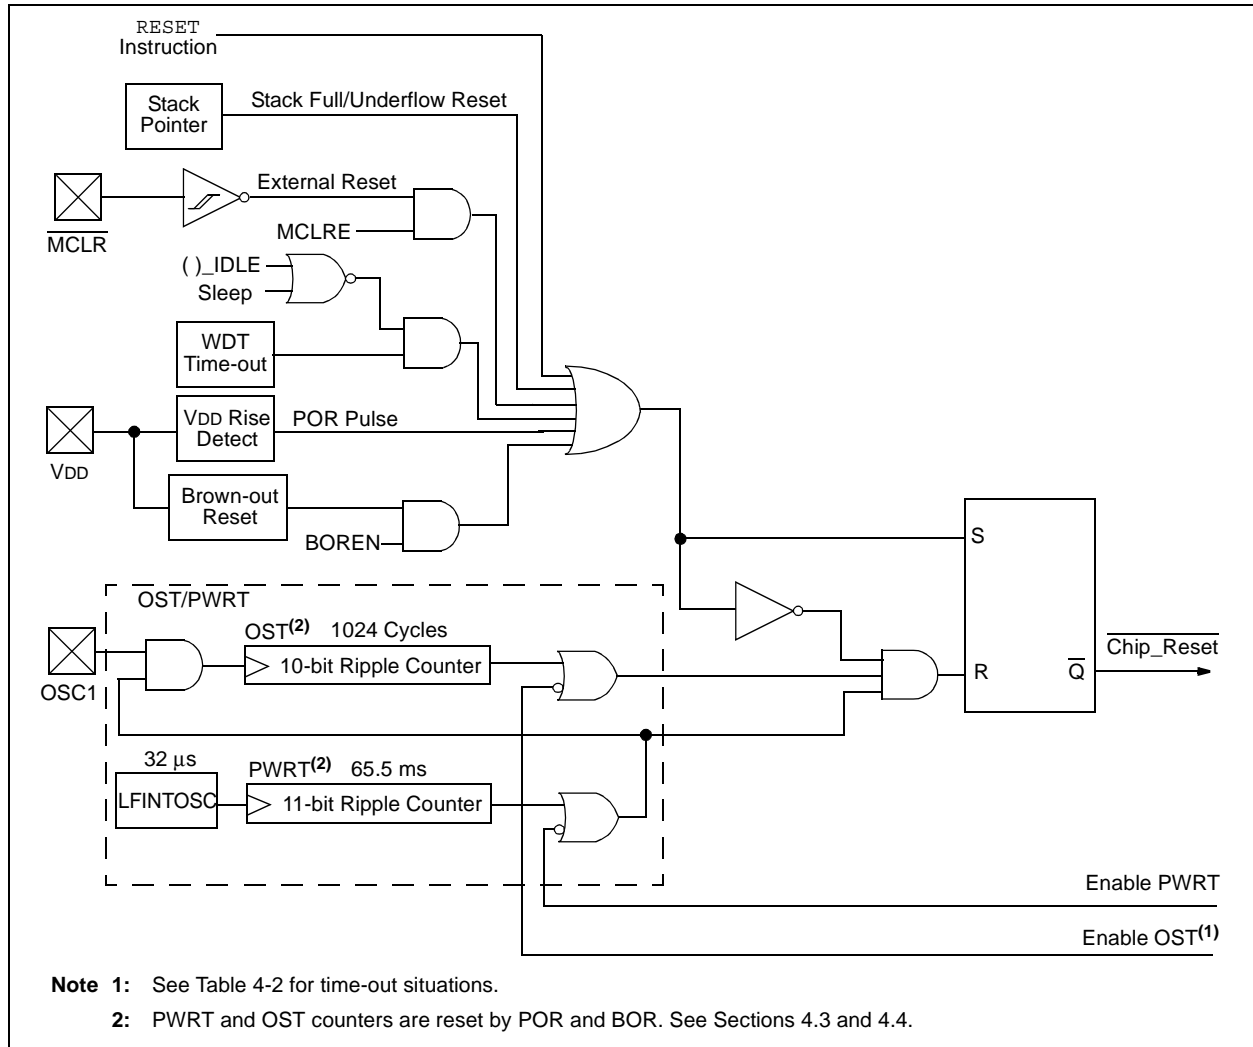 RESET
Instruction
Stack
Pointer
Stack Full/Underflow Reset
External Reset
MCLR
MCLRE
( )_IDLE
Sleep
WDT
Time-out
VDD Rise
Detect
POR Pulse
VDD
Brown-out
Reset
BOREN
S
OST/PWRT
OST(2) 1024 Cycles
10-bit Ripple Counter
OSC1
R
Q
Chip_Reset
32 μs
LFINTOSC
PWRT(2) 65.5 ms
11-bit Ripple Counter
Enable PWRT
Enable OST(1)
Note 1: See Table 4-2 for time-out situations.
2: PWRT and OST counters are reset by POR and BOR. See Sections 4.3 and 4.4.